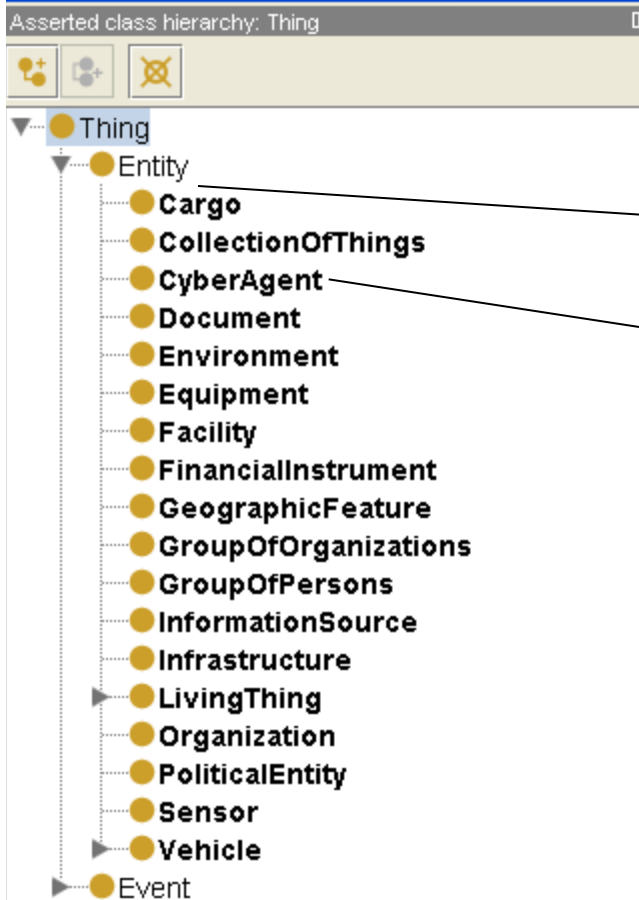 Asserted class hierarchy: Thing
Thing
Entity
Cargo
CollectionOfThings
CyberAgent
Document
Environment
Equipment
Facility
FinancialInstrument
GeographicFeature
GroupOfOrganizations
GroupOfPersons
InformationSource
Infrastructure
LivingThing
Organization
PoliticalEntity
Sensor
Vehicle
Event